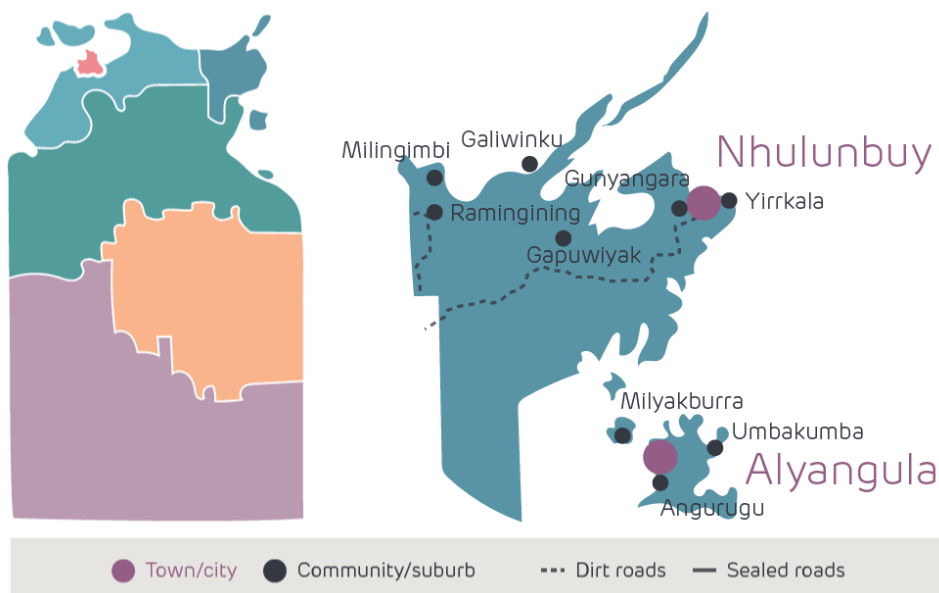 Nhulunbuy
Galiwinku
Milingimbi
Gunyangara
Yirrkala
Ramingining
Gapuwiyak
Milyakburra
Umbakumba
Alyangula
Angurugu
Town/city
Community/suburb
Dirt roads
Sealed roads